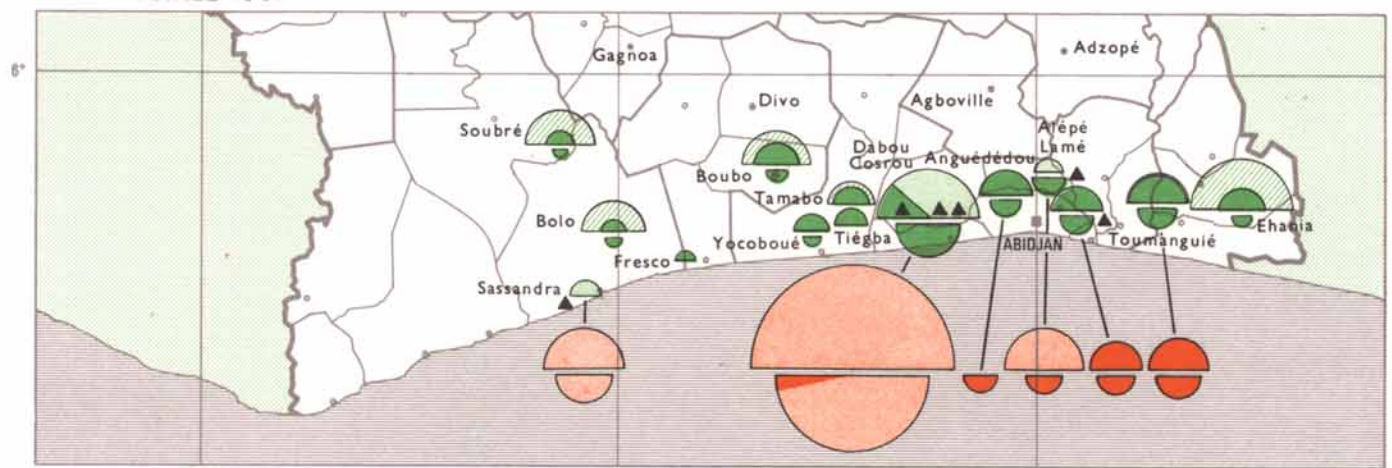 6°
Gagnoa
Adzopé
Divo
Agboville
Soubré
Alépé
Lamé
Dabou
Cosrou
Anguédédou
Boubo
Tamabo
Bolo
Yocoboué
Tiégba
ABIDJAN
Toumanguié
Ehania
Fresco
Sassandra